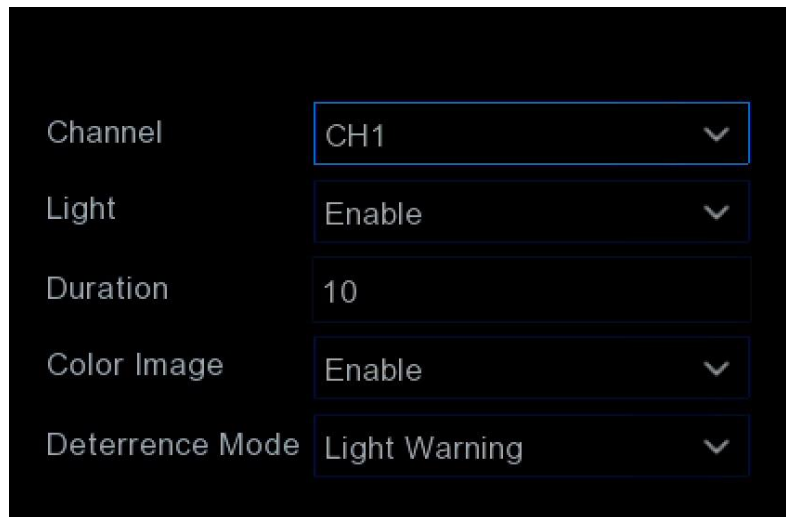 Channel CH1
Light Enable
Duration 10
Color Image Enable
Deterrence Mode Light Warning